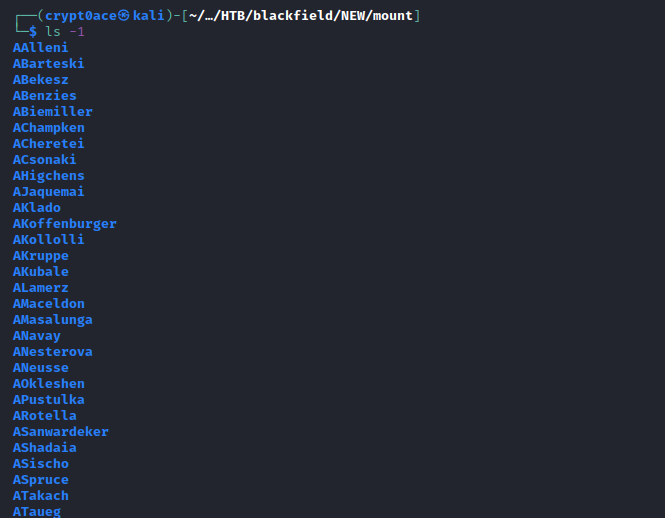 ┌──(crypt0ace㉿kali)-[~/…/HTB/blackfield/NEW/mount]
└─$ ls -1
AAlleni
ABarteski
ABekesz
ABenzies
ABiemiller
AChampken
ACheretei
ACsonaki
AHigchens
AJaquemai
AKlado
AKoffenburger
AKollolli
AKruppe
AKubale
ALamerz
AMaceldon
AMasalunga
ANavay
ANesterova
ANeusse
AOkleshen
APustulka
ARotella
ASanwardeker
AShadaia
ASischo
ASpruce
ATakach
ATaueg